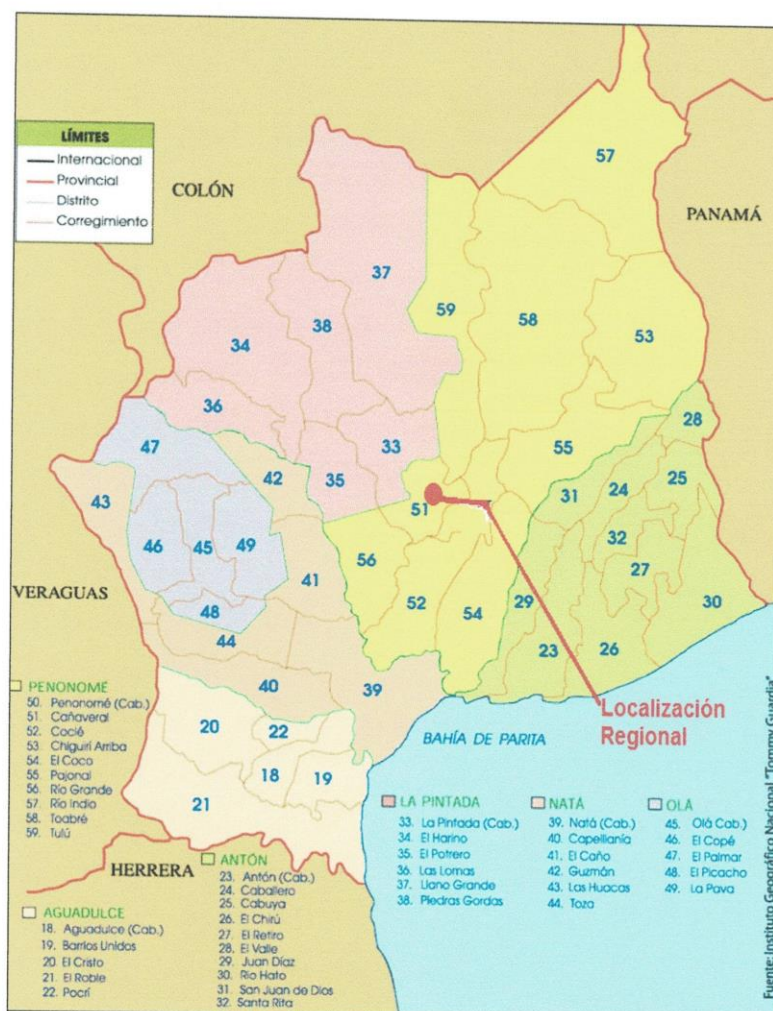 LÍMITES
Internacional
Provincial
Distrito
Corregimiento
COLÓN
PANAMÁ
VERAGUAS
HERRERA
57
37
59
58
38
34
53
36
33
28
47
55
42
35
25
43
31
24
51
32
46
45
49
56
41
27
52
54
29
30
48
44
23
26
40
39
20
22
18
19
21
Localización
Regional
BAHÍA DE PARITA
PENONOMÉ
50. Penonomé (Cab.)
51. Cañaveral
52. Coclé
53. Chiguirí Arriba
54. El Coco
55. Pajonal
56. Río Grande
57. Río Indio
58. Toabré
59. Tulú
AGUADULCE
18. Aguadulce (Cab.)
19. Barrios Unidos
20 El Cristo
21. El Roble
22. Pocrí
ANTÓN
23. Antón (Cab.)
24. Caballero
25. Cabuya
26. El Chirú
27. El Retiro
28. El Valle
29. Juan Díaz
30. Río Hato
31. San Juan de Dios
32. Santa Rita
LA PINTADA
33. La Pintada (Cab.)
34. El Harino
35. El Potrero
36. Las Lomas
37. Llano Grande
38. Piedras Gordas
NATÁ
39. Natá (Cab.)
40. Capellanía
41. El Caño
42. Guzmán
43. Las Huacas
44. Toza
OLÁ
45. Olá Cab.)
46. El Copé
47. El Palmar
48. El Picacho
49. La Pava
Fuente: Instituto Geográfico Nacional "Tommy Guardia"